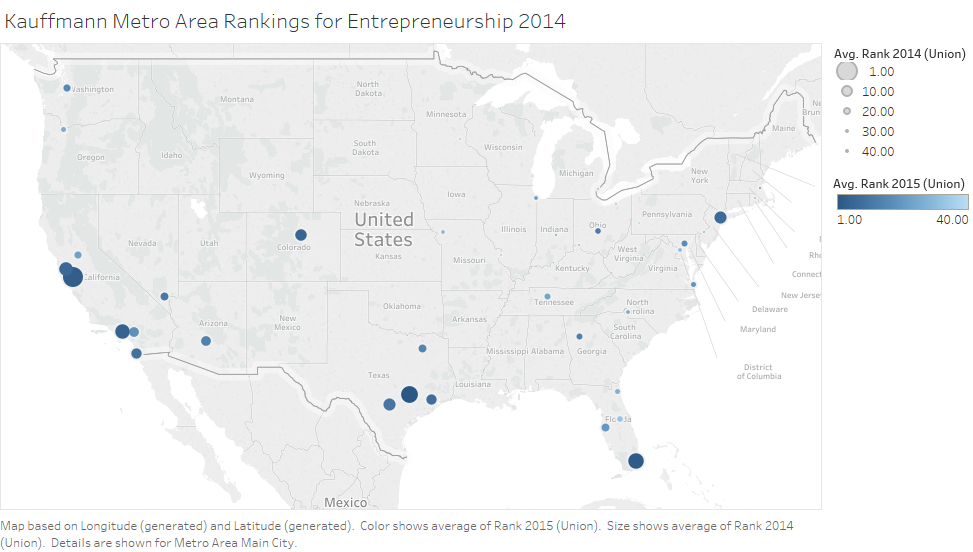 Kauffmann Metro Area Rankings for Entrepreneurship 2014
Avg. Rank 2014 (Union)
1.00
10.00
20.00
30.00
40.00
Avg. Rank 2015 (Union)
1.00 40.00
Washington
Montana
North
Dakota
Minnesota
Maine
Ne
Brun
Oregon
Idaho
South
Dakota
Wisconsin
Michigan
New
York
Wyoming
Nebraska
Iowa
Pennsylvania
United
States
Illinois
Indiana
Ohio
Nevada
Utah
Colorado
Kansas
Missouri
West
Virginia
Virginia
Kentucky
California
Rho
Connect
New Jerse
Delaware
Maryland
District
of Columbia
Oklahoma
Arkansas
Tennessee
North
rolina
South
Carolina
Arizona
New
Mexico
Mississippi Alabama
Georgia
Texas
Louisiana
Flo da
Mexico
Map based on Longitude (generated) and Latitude (generated).  Color shows average of Rank 2015 (Union).  Size shows average of Rank 2014
(Union).  Details are shown for Metro Area Main City.